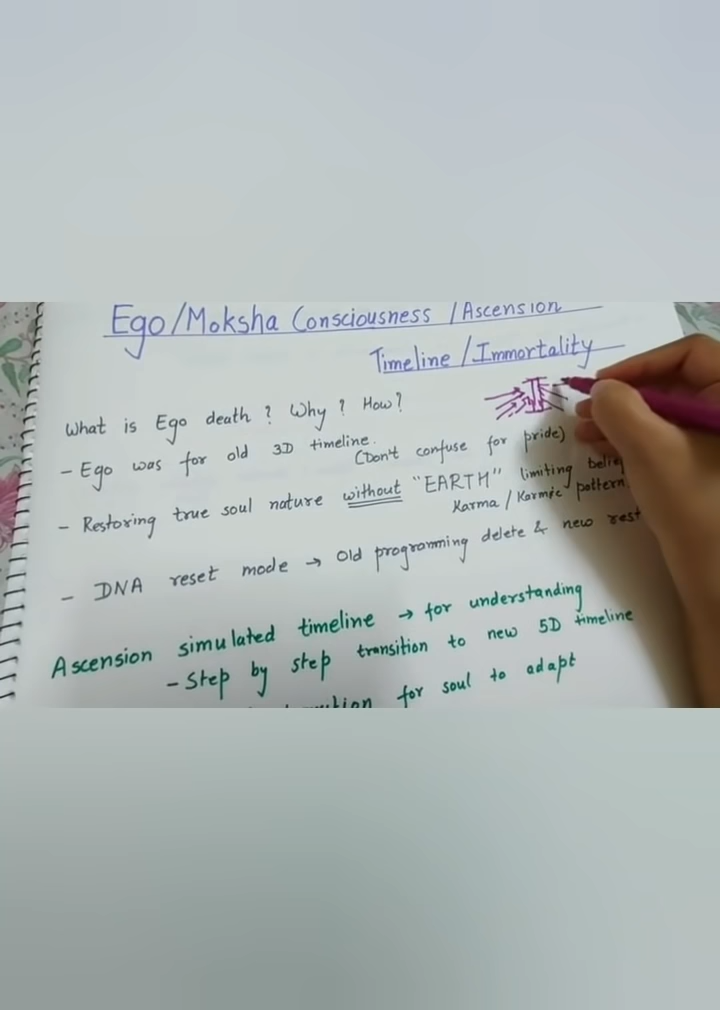 Ego/Moksha Consciousness /Ascension
Timeline /Immortality
What is Ego death? Why? How?
- Ego was for old 3D timeline.
(Don't confuse for pride)
- Restoring true soul nature without "EARTH" limiting
Karma / Karmic pattern
- DNA reset mode → Old programming delete & new
Ascension simulated timeline → for understanding
- Step by step transition to new 5D timeline
for soul to adapt